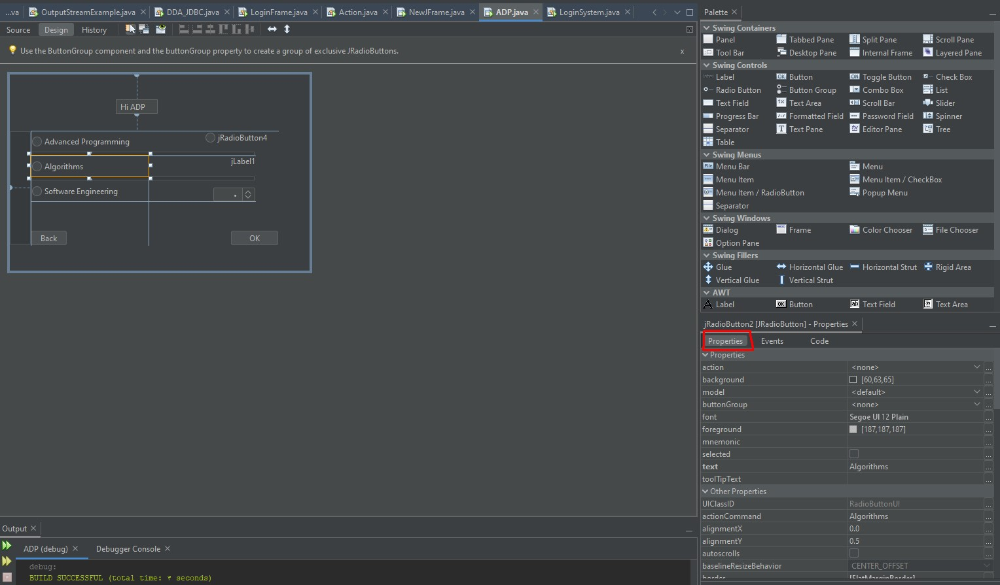 ...va OutputStreamExample.java DDA_JDBC.java LoginFrame.java Action.java NewJFrame.java ADP.java LoginSystem.java
Source Design History
Use the ButtonGroup component and the buttonGroup property to create a group of exclusive JRadioButtons. x
Hi ADP
Advanced Programming jRadioButton4
Algorithms jLabel1
Software Engineering
Back OK
Output
ADP (debug) Debugger Console
debug:
BUILD SUCCESSFUL (total time: ۲ seconds)
Palette
Swing Containers
Panel Tabbed Pane Split Pane Scroll Pane
Tool Bar Desktop Pane Internal Frame Layered Pane
Swing Controls
label Label OK Button ON Toggle Button Check Box
Radio Button Button Group Combo Box List
Text Field Text Area Scroll Bar Slider
Progress Bar Formatted Field Password Field Spinner
Separator T Text Pane Editor Pane Tree
Table
Swing Menus
File Menu Bar Menu
Menu Item Menu Item / CheckBox
Menu Item / RadioButton Popup Menu
Separator
Swing Windows
Dialog Frame Color Chooser File Chooser
Option Pane
Swing Fillers
Glue Horizontal Glue Horizontal Strut Rigid Area
Vertical Glue Vertical Strut
AWT
A Label OK Button ab Text Field Text Area
jRadioButton2 [JRadioButton] - Properties
Properties Events Code
Properties
action <none> ...
background [60,63,65] ...
model <default> ...
buttonGroup <none> ...
font Segoe UI 12 Plain ...
foreground [187,187,187] ...
mnemonic ...
selected ...
text Algorithms ...
toolTipText ...
Other Properties
UIClassID RadioButtonUI ...
actionCommand Algorithms ...
alignmentX 0.0 ...
alignmentY 0.5 ...
autoscrolls ...
baselineResizeBehavior CENTER_OFFSET
border [FlatMarginBorder] ...